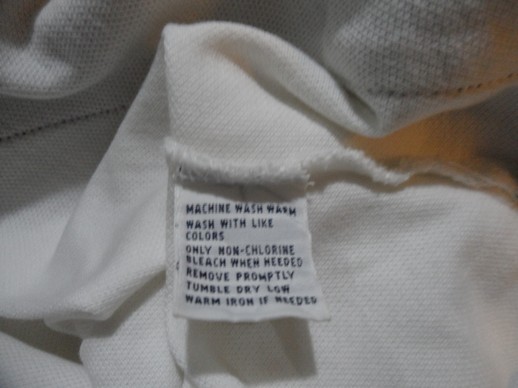 MACHINE WASH WARM
WASH WITH LIKE
COLORS
ONLY NON-CHLORINE
BLEACH WHEN NEEDED
REMOVE PROMPTLY
TUMBLE DRY LOW
WARM IRON IF NEEDED